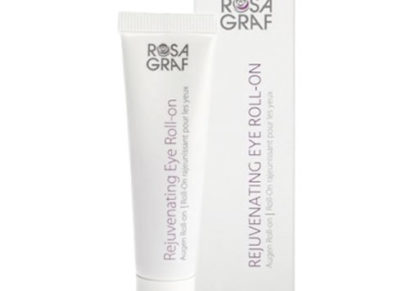 ROSA
GRAF
Rejuvenating Eye Roll-on
Augen Roll-on | Roll-On rajeunissant pour les yeux
ROSA
GRAF
REJUVENATING EYE ROLL-ON
Augen Roll-on | Roll-On rajeunissant pour les yeux